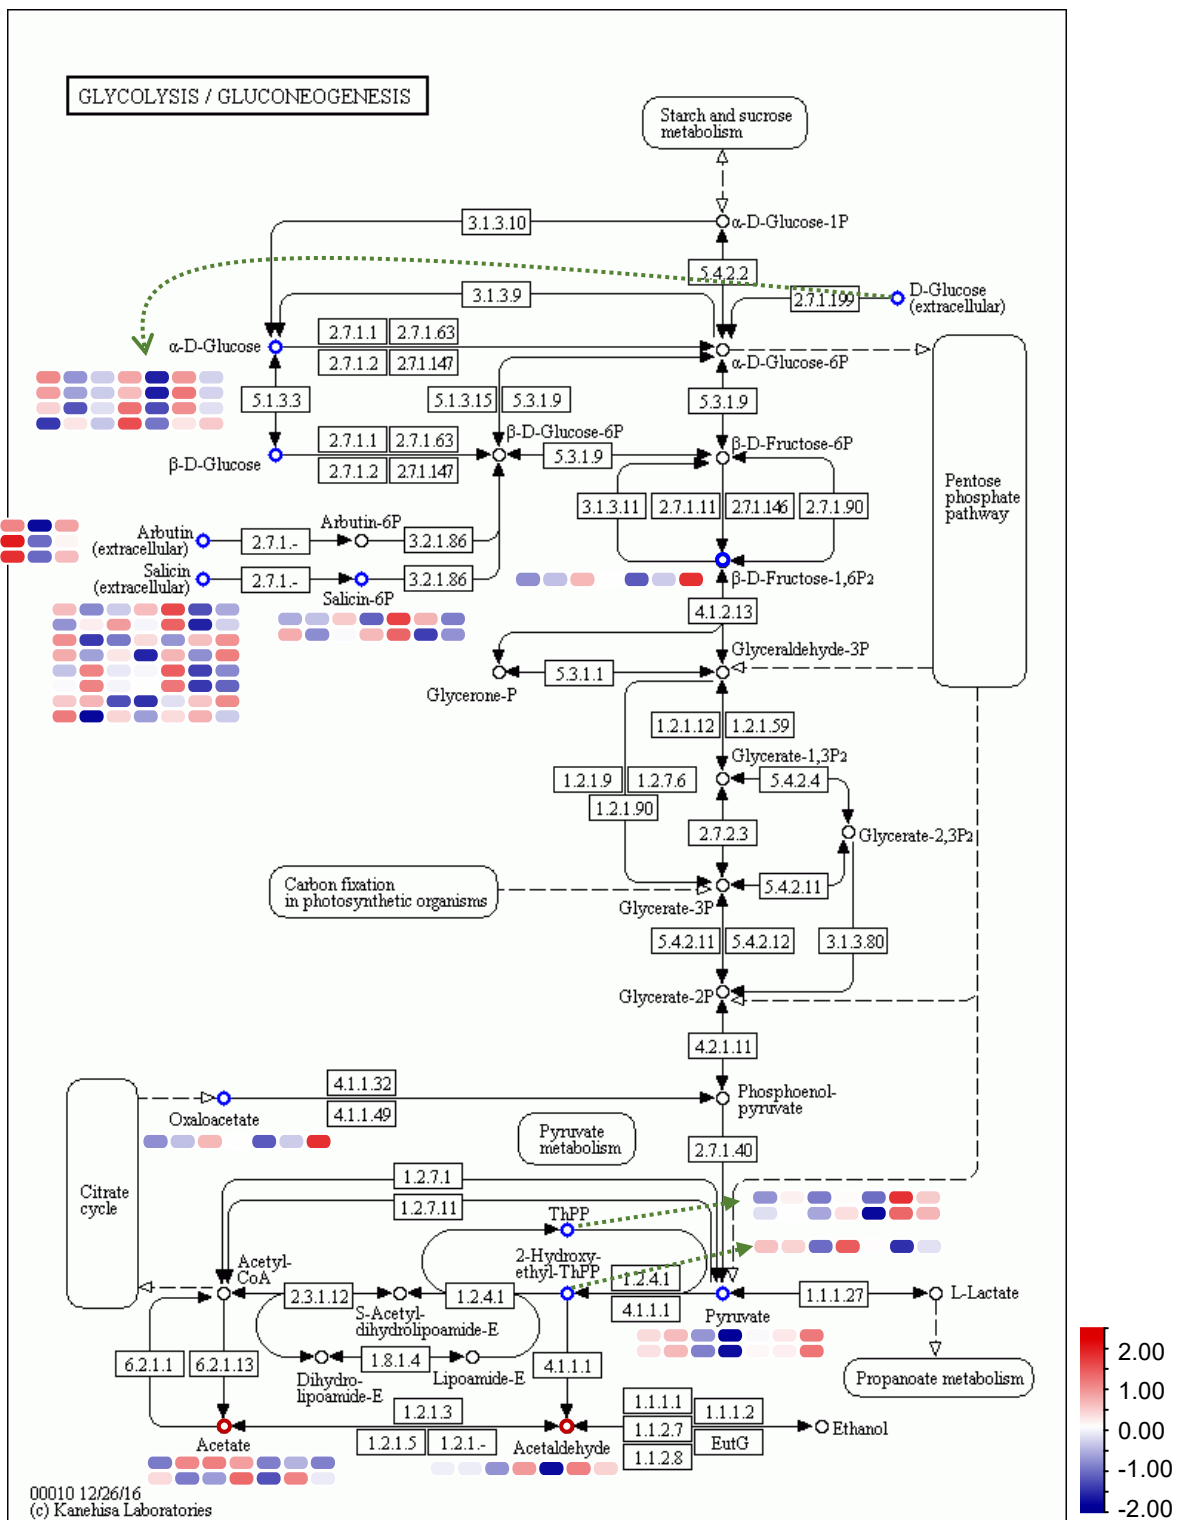 GLYCOLYSIS / GLUCONEOGENESIS
Starch and sucrose
metabolism
3.1.3.10
α-D-Glucose-1P
5.4.2.2
D-Glucose
(extracellular)
3.1.3.9
2.7.1.199
2.7.1.1
2.7.1.63
α-D-Glucose
2.7.1.2
2.7.1.147
α-D-Glucose-6P
5.1.3.3
5.1.3.15
5.3.1.9
5.3.1.9
2.7.1.1
2.7.1.63
β-D-Glucose-6P
β-D-Fructose-6P
β-D-Glucose
2.7.1.2
2.7.1.147
5.3.1.9
Pentose
phosphate
pathway
3.1.3.11
2.7.1.11
2.7.1.146
2.7.1.90
Arbutin-6P
Arbutin
(extracellular)
2.7.1.-
3.2.1.86
Salicin
(extracellular)
2.7.1.-
3.2.1.86
Salicin-6P
β-D-Fructose-1,6P2
4.1.2.13
Glyceraldehyde-3P
5.3.1.1
Glycerone-P
1.2.1.12
1.2.1.59
Glycerate-1,3P2
1.2.1.9
1.2.7.6
5.4.2.4
1.2.1.90
2.7.2.3
Glycerate-2,3P2
Carbon fixation
in photosynthetic organisms
5.4.2.11
Glycerate-3P
5.4.2.11
5.4.2.12
3.1.3.80
Glycerate-2P
4.2.1.11
4.1.1.32
Phosphoenol-
pyruvate
Oxaloacetate
4.1.1.49
Pyruvate
metabolism
2.7.1.40
Citrate
cycle
1.2.7.1
1.2.7.11
ThPP
2-Hydroxy-
ethyl-ThPP
Acetyl-
CoA
1.2.4.1
2.3.1.12
1.2.4.1
4.1.1.1
1.1.1.27
L-Lactate
S-Acetyl-
dihydrolipoamide-E
Pyruvate
6.2.1.1
6.2.1.13
1.8.1.4
4.1.1.1
Dihydro-
lipoamide-E
Lipoamide-E
Propanoate metabolism
1.2.1.3
1.1.1.1
1.1.1.2
1.1.2.7
Ethanol
1.2.1.5
1.2.1.-
EutG
Acetate
Acetaldehyde
1.1.2.8
2.00
1.00
0.00
-1.00
-2.00
00010 12/26/16
(c) Kanehisa Laboratories